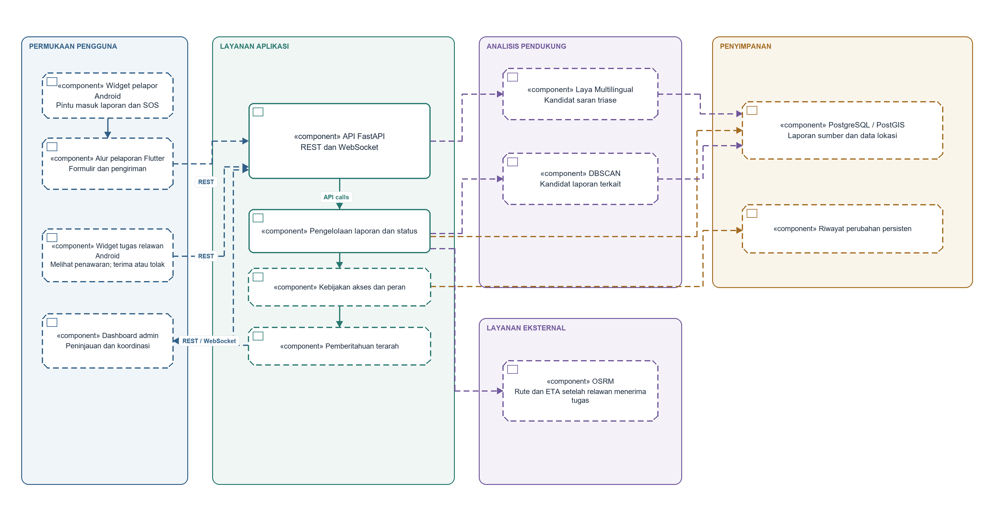 PERMUKAAN PENGGUNA
«component» Widget pelapor
Android
Pintu masuk laporan dan SOS
«component» Alur pelaporan Flutter
Formulir dan pengiriman
«component» Widget tugas relawan
Android
Melihat penawaran; terima atau tolak
«component» Dashboard admin
Peninjauan dan koordinasi
REST
REST
REST / WebSocket
LAYANAN APLIKASI
«component» API FastAPI
REST dan WebSocket
API calls
«component» Pengelolaan laporan dan status
«component» Kebijakan akses dan peran
«component» Pemberitahuan terarah
ANALISIS PENDUKUNG
«component» Laya Multilingual
Kandidat saran triase
«component» DBSCAN
Kandidat laporan terkait
LAYANAN EKSTERNAL
«component» OSRM
Rute dan ETA setelah relawan menerima
tugas
PENYIMPANAN
«component» PostgreSQL / PostGIS
Laporan sumber dan data lokasi
«component» Riwayat perubahan persisten